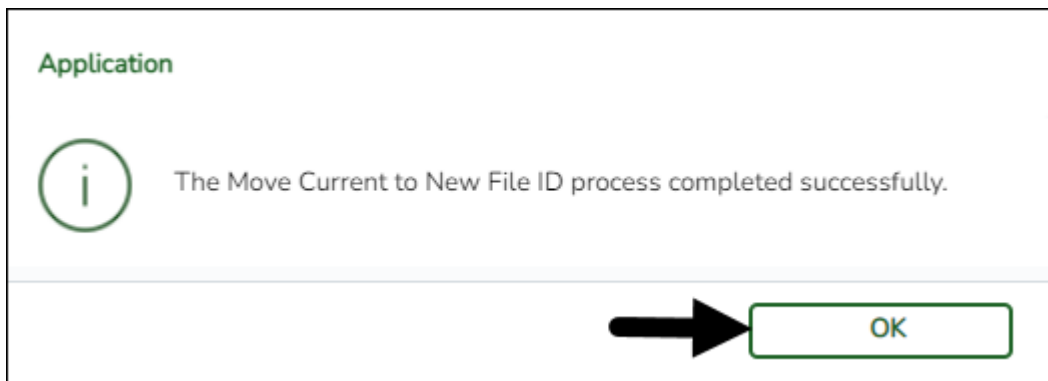 Application
The Move Current to New File ID process completed successfully.
OK